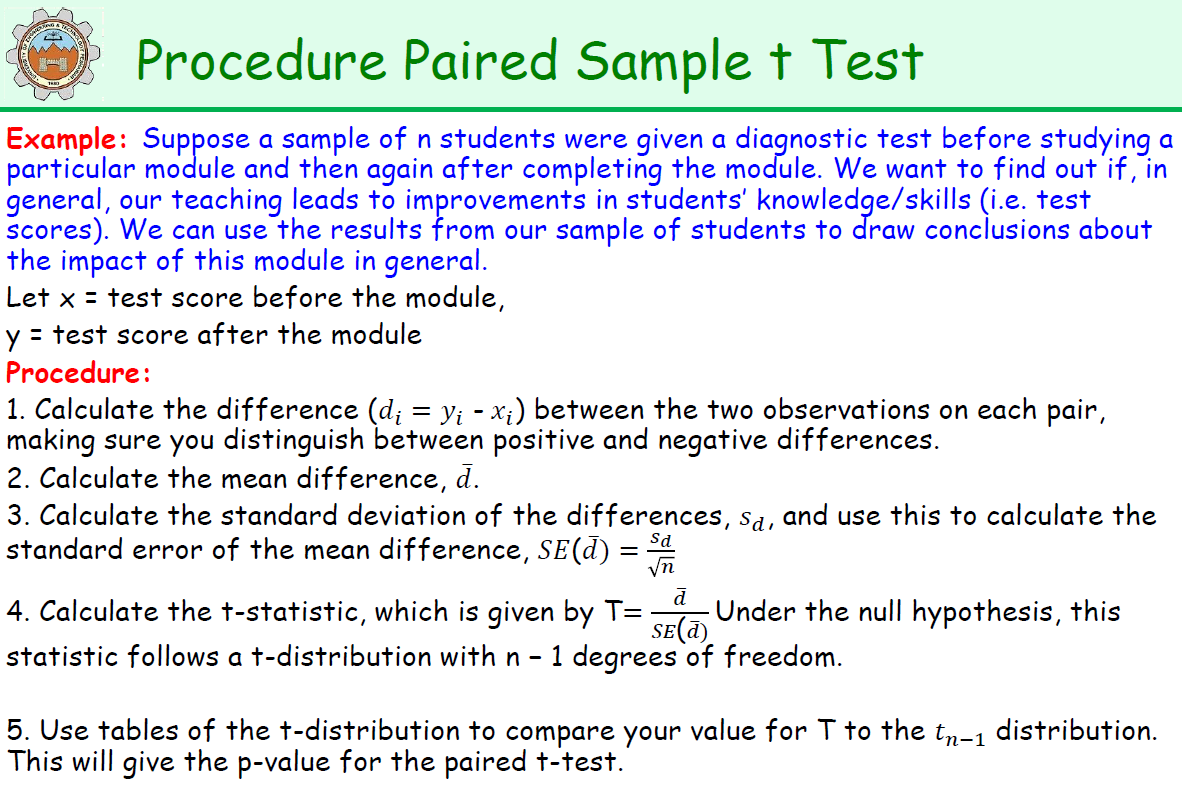 Procedure Paired Sample t Test
Example: Suppose a sample of n students were given a diagnostic test before studying a
particular module and then again after completing the module. We want to find out if, in
general, our teaching leads to improvements in students' knowledge/skills (i.e. test
scores). We can use the results from our sample of students to draw conclusions about
the impact of this module in general.
Let x = test score before the module,
y = test score after the module
Procedure:
1. Calculate the difference (dᵢ = yᵢ - xᵢ) between the two observations on each pair,
making sure you distinguish between positive and negative differences.
2. Calculate the mean difference, d̄.
3. Calculate the standard deviation of the differences, s_d, and use this to calculate the
standard error of the mean difference, SE(d̄) = s_d/√n
4. Calculate the t-statistic, which is given by T= d̄/SE(d̄) Under the null hypothesis, this
statistic follows a t-distribution with n – 1 degrees of freedom.
5. Use tables of the t-distribution to compare your value for T to the tₙ₋₁ distribution.
This will give the p-value for the paired t-test.